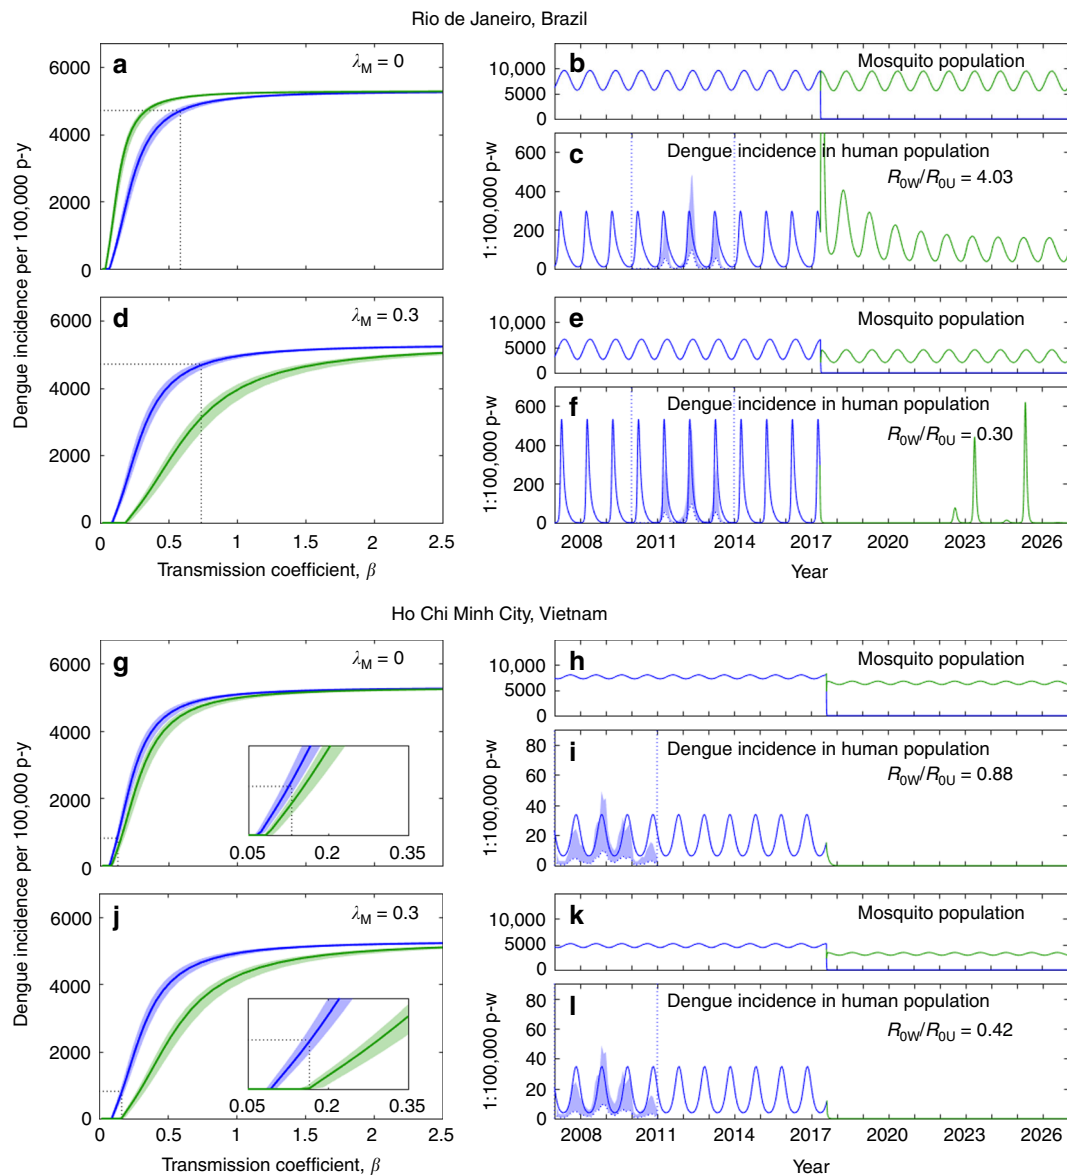 Rio de Janeiro, Brazil
Dengue incidence per 100,000 p-y
a
λM = 0
6000
4000
2000
0
d
λM = 0.3
6000
4000
2000
0
0 0.5 1 1.5 2 2.5
Transmission coefficient, β
b
Mosquito population
10,000
5000
0
c
Dengue incidence in human population
R0W/R0U = 4.03
1:100,000 p-w
600
400
200
0
e
Mosquito population
10,000
5000
0
f
Dengue incidence in human population
R0W/R0U = 0.30
1:100,000 p-w
600
400
200
0
2008 2011 2014 2017 2020 2023 2026
Year
Ho Chi Minh City, Vietnam
Dengue incidence per 100,000 p-y
g
λM = 0
6000
4000
2000
0
0.05 0.2 0.35
j
λM = 0.3
6000
4000
2000
0
0.05 0.2 0.35
0 0.5 1 1.5 2 2.5
Transmission coefficient, β
h
Mosquito population
10,000
5000
0
i
Dengue incidence in human population
R0W/R0U = 0.88
1:100,000 p-w
80
60
40
20
0
k
Mosquito population
10,000
5000
0
l
Dengue incidence in human population
R0W/R0U = 0.42
1:100,000 p-w
80
60
40
20
0
2008 2011 2014 2017 2020 2023 2026
Year